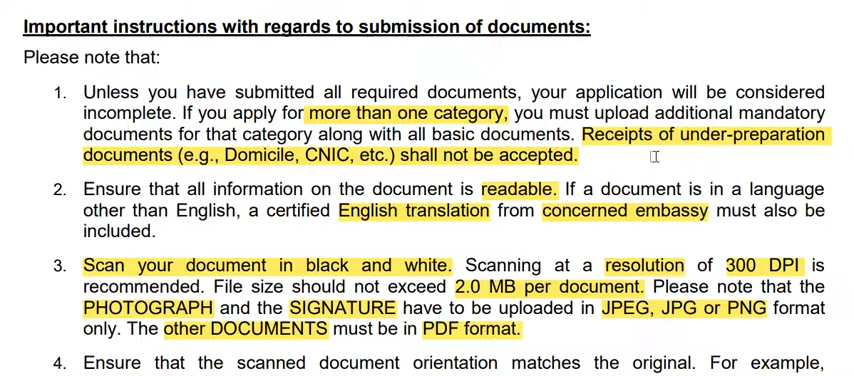 Important instructions with regards to submission of documents:
Please note that:
1. Unless you have submitted all required documents, your application will be considered
incomplete. If you apply for more than one category, you must upload additional mandatory
documents for that category along with all basic documents. Receipts of under-preparation
documents (e.g., Domicile, CNIC, etc.) shall not be accepted.
2. Ensure that all information on the document is readable. If a document is in a language
other than English, a certified English translation from concerned embassy must also be
included.
3. Scan your document in black and white. Scanning at a resolution of 300 DPI is
recommended. File size should not exceed 2.0 MB per document. Please note that the
PHOTOGRAPH and the SIGNATURE have to be uploaded in JPEG, JPG or PNG format
only. The other DOCUMENTS must be in PDF format.
4. Ensure that the scanned document orientation matches the original. For example,